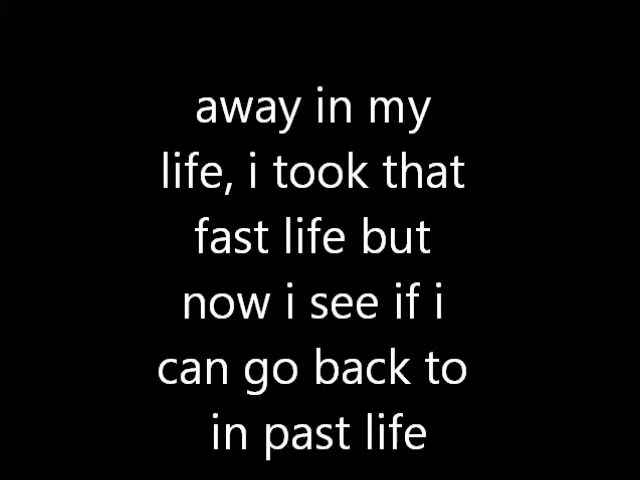 away in my
life, i took that
fast life but
now i see if i
can go back to
in past life